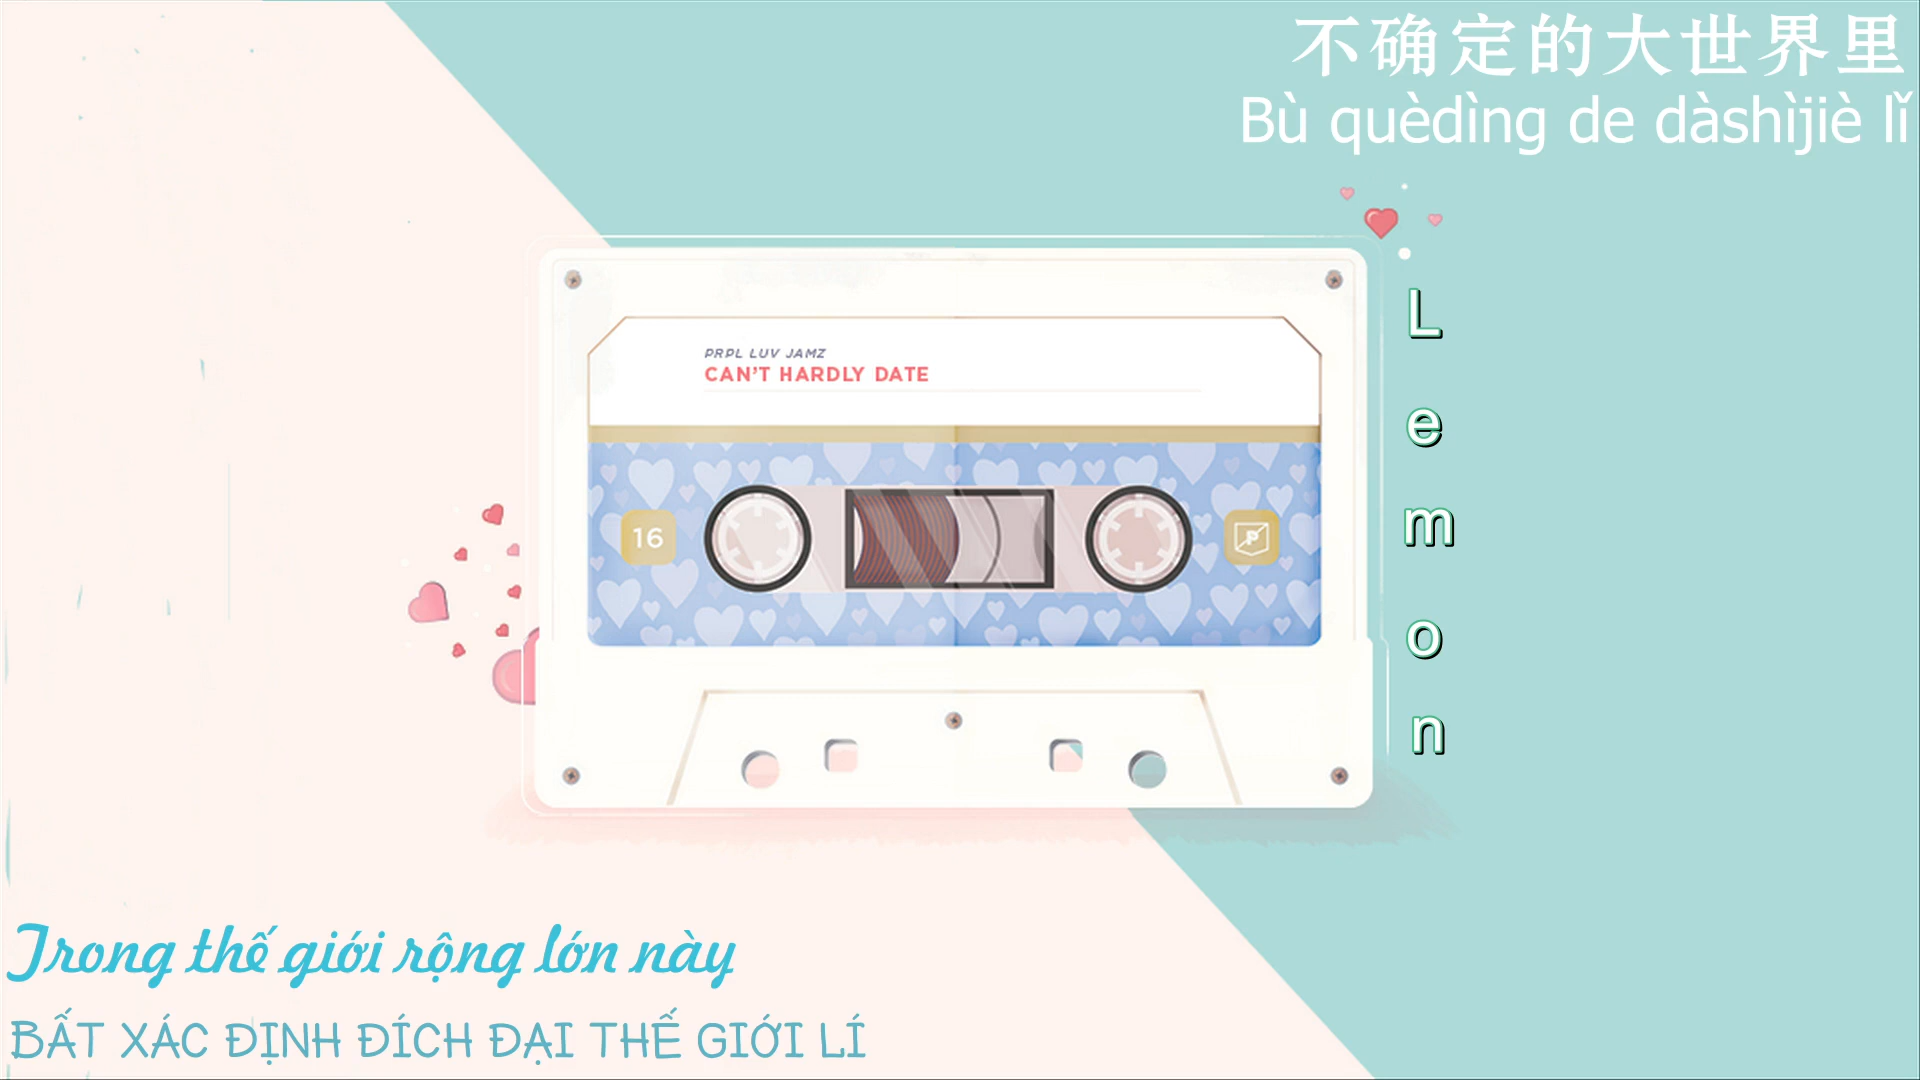 不确定的大世界里
Bù quèdìng de dàshìjiè lǐ
PRPL LUV JAMZ
CAN'T HARDLY DATE
16
P
Lemon
Trong thế giới rộng lớn này
BẤT XÁC ĐỊNH ĐÍCH ĐẠI THẾ GIỚI LÍ